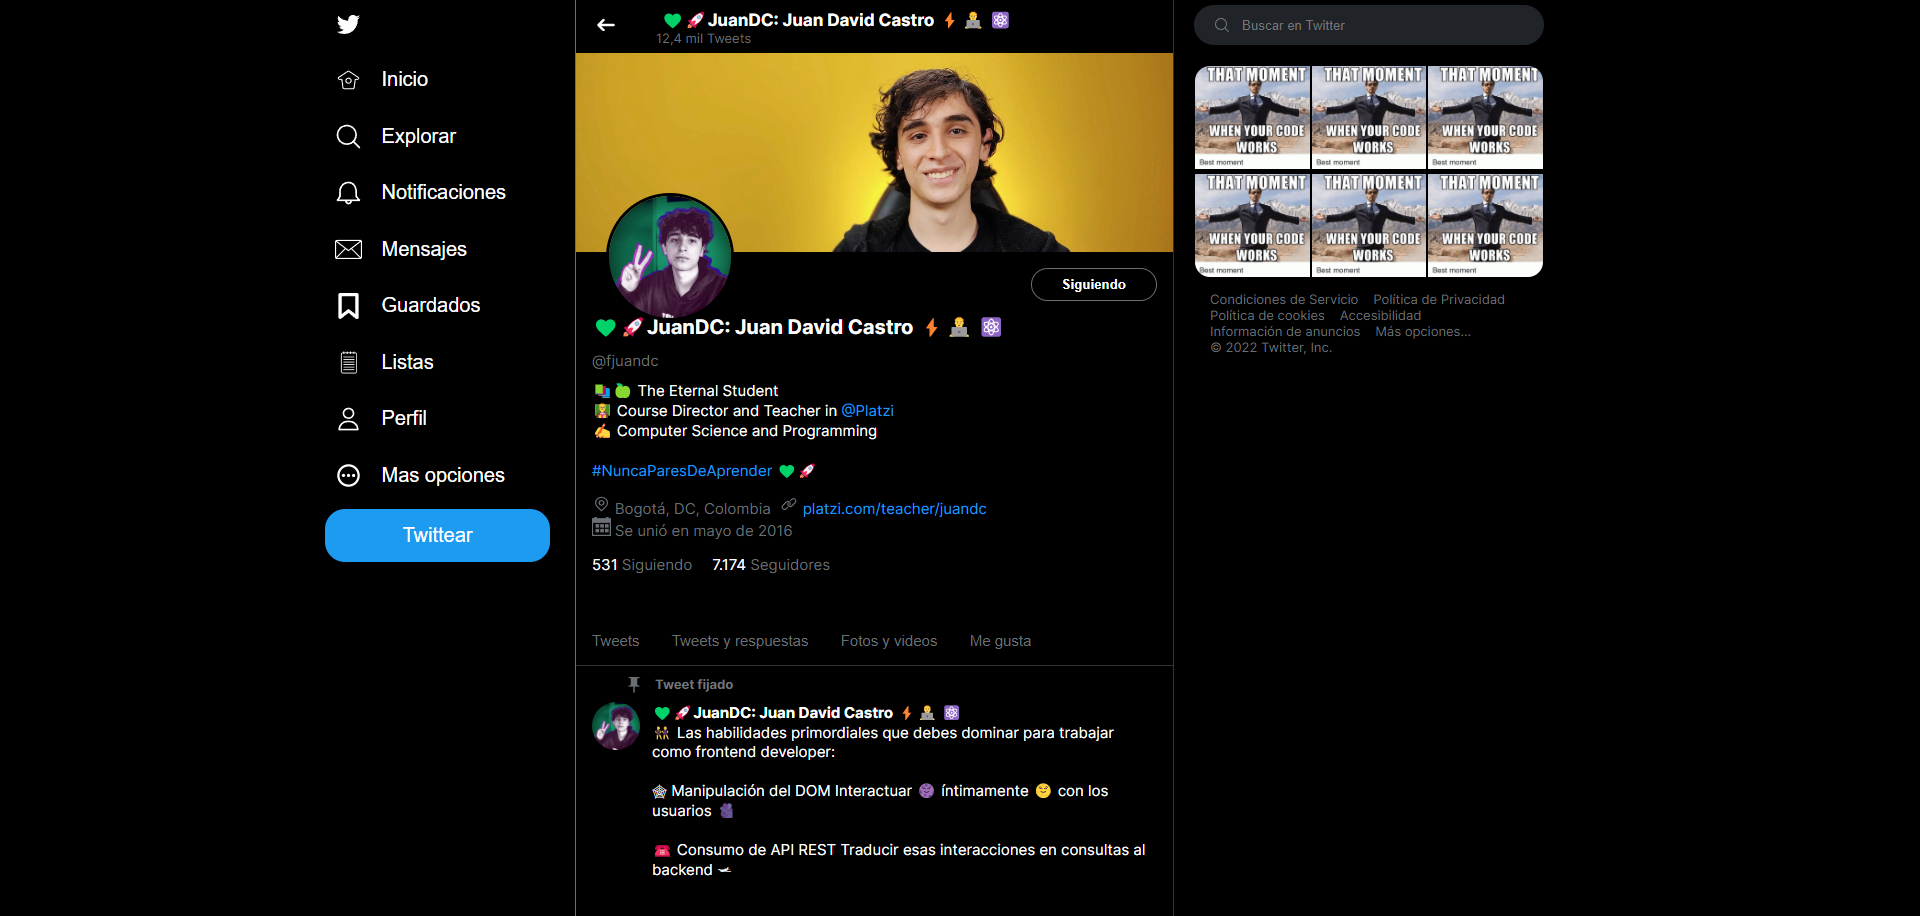 Inicio
Explorar
Notificaciones
Mensajes
Guardados
Listas
Perfil
Mas opciones
Twittear
💚🚀JuanDC: Juan David Castro ⚡👨‍💻⚛️
12,4 mil Tweets
Siguiendo
💚🚀JuanDC: Juan David Castro ⚡👨‍💻⚛️
@fjuandc
📚🍏 The Eternal Student
👩‍🏫 Course Director and Teacher in @Platzi
✍️ Computer Science and Programming
#NuncaParesDeAprender 💚🚀
Bogotá, DC, Colombia platzi.com/teacher/juandc
Se unió en mayo de 2016
531 Siguiendo 7.174 Seguidores
Tweets Tweets y respuestas Fotos y videos Me gusta
Tweet fijado
💚🚀JuanDC: Juan David Castro ⚡👨‍💻⚛️
Las habilidades primordiales que debes dominar para trabajar
como frontend developer:
Manipulación del DOM Interactuar íntimamente con los
usuarios
☎️ Consumo de API REST Traducir esas interacciones en consultas al
backend
Buscar en Twitter
THAT MOMENT
WHEN YOUR CODE
WORKS
Best moment
THAT MOMENT
WHEN YOUR CODE
WORKS
Best moment
THAT MOMENT
WHEN YOUR CODE
WORKS
Best moment
THAT MOMENT
WHEN YOUR CODE
WORKS
Best moment
THAT MOMENT
WHEN YOUR CODE
WORKS
Best moment
THAT MOMENT
WHEN YOUR CODE
WORKS
Best moment
Condiciones de Servicio Política de Privacidad
Política de cookies Accesibilidad
Información de anuncios Más opciones...
© 2022 Twitter, Inc.